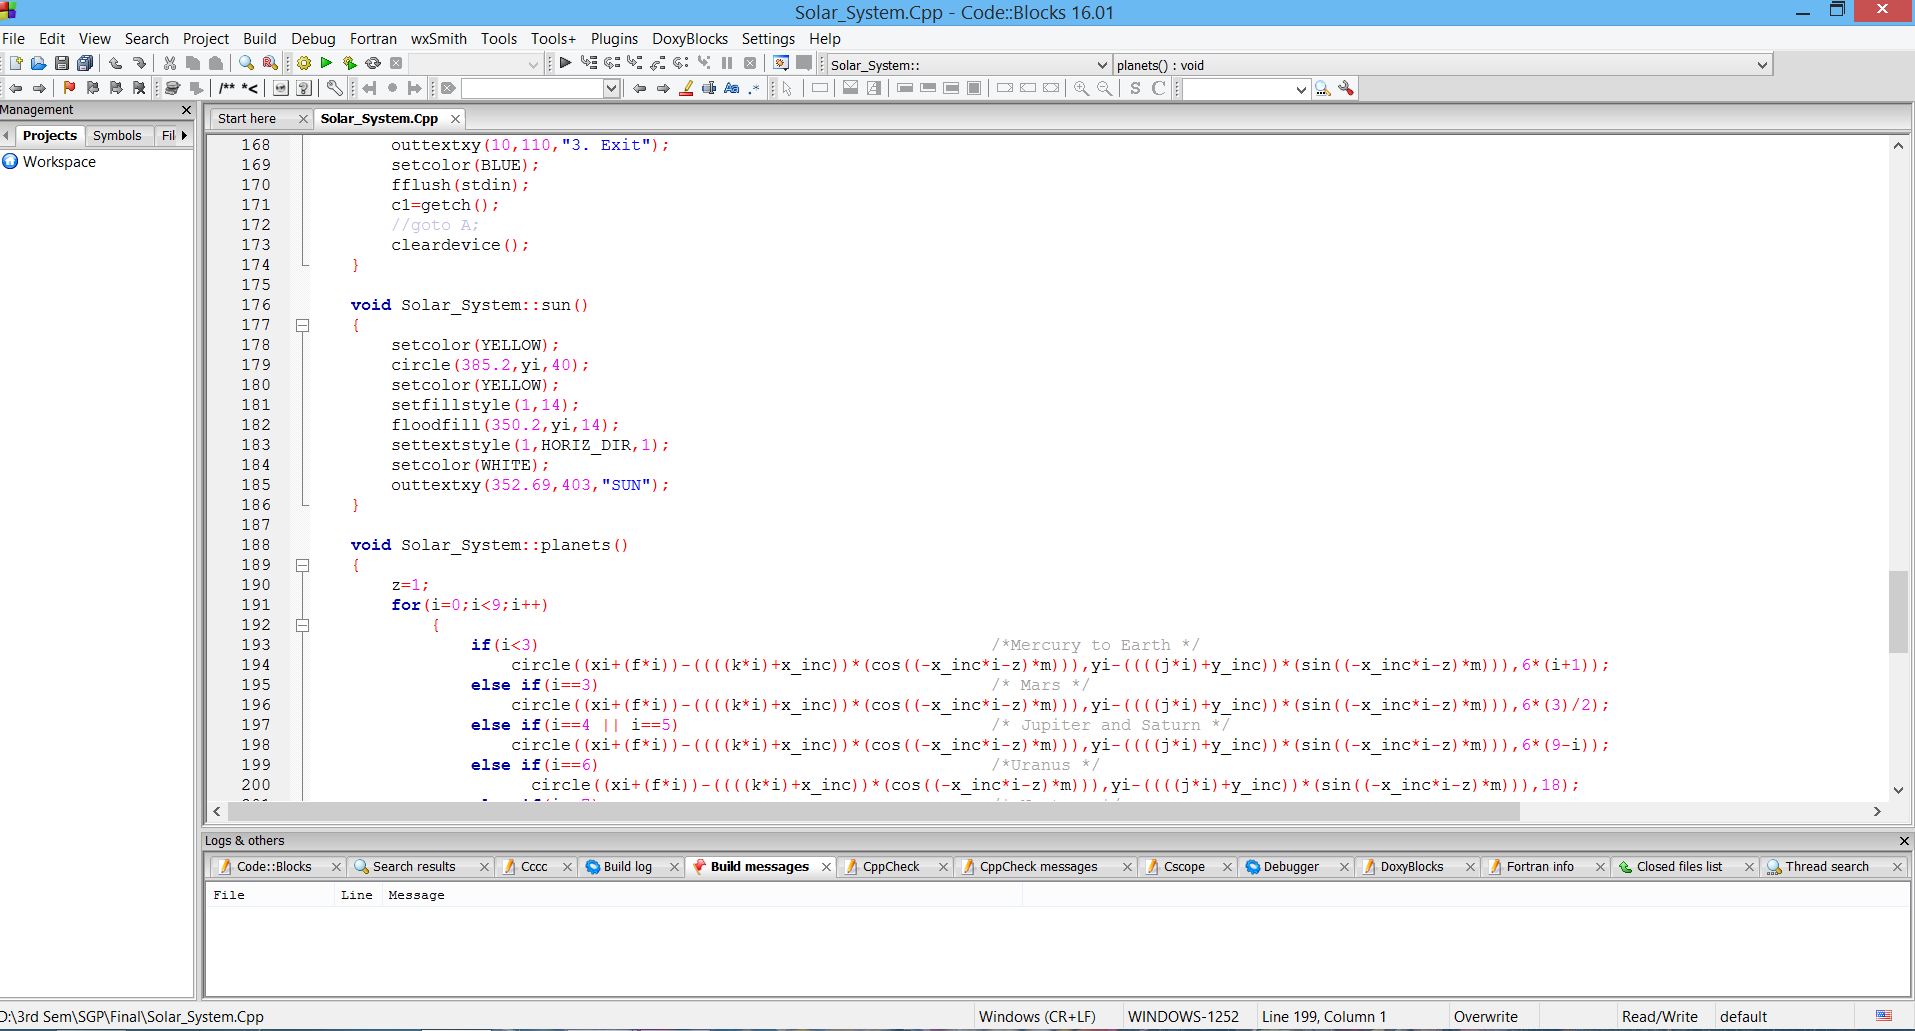 Solar_System.Cpp - Code::Blocks 16.01
File Edit View Search Project Build Debug Fortran wxSmith Tools Tools+ Plugins DoxyBlocks Settings Help
Solar_System:: planets() : void
/** *<
S C
Management
Projects Symbols Fil
Workspace
Start here Solar_System.Cpp
168 outtextxy(10,110,"3. Exit");
169 setcolor(BLUE);
170 fflush(stdin);
171 c1=getch();
172 //goto A;
173 cleardevice();
174 }
175
176 void Solar_System::sun()
177 {
178 setcolor(YELLOW);
179 circle(385.2,yi,40);
180 setcolor(YELLOW);
181 setfillstyle(1,14);
182 floodfill(350.2,yi,14);
183 settextstyle(1,HORIZ_DIR,1);
184 setcolor(WHITE);
185 outtextxy(352.69,403,"SUN");
186 }
187
188 void Solar_System::planets()
189 {
190 z=1;
191 for(i=0;i<9;i++)
192 {
193 if(i<3) /*Mercury to Earth */
194 circle((xi+(f*i))-((((k*i)+x_inc))*(cos((-x_inc*i-z)*m))),yi-((((j*i)+y_inc))*(sin((-x_inc*i-z)*m))),6*(i+1));
195 else if(i==3) /* Mars */
196 circle((xi+(f*i))-((((k*i)+x_inc))*(cos((-x_inc*i-z)*m))),yi-((((j*i)+y_inc))*(sin((-x_inc*i-z)*m))),6*(3)/2);
197 else if(i==4 || i==5) /* Jupiter and Saturn */
198 circle((xi+(f*i))-((((k*i)+x_inc))*(cos((-x_inc*i-z)*m))),yi-((((j*i)+y_inc))*(sin((-x_inc*i-z)*m))),6*(9-i));
199 else if(i==6) /*Uranus */
200 circle((xi+(f*i))-((((k*i)+x_inc))*(cos((-x_inc*i-z)*m))),yi-((((j*i)+y_inc))*(sin((-x_inc*i-z)*m))),18);
Logs & others
Code::Blocks Search results Cccc Build log Build messages CppCheck CppCheck messages Cscope Debugger DoxyBlocks Fortran info Closed files list Thread search
File Line Message
D:\3rd Sem\SGP\Final\Solar_System.Cpp Windows (CR+LF) WINDOWS-1252 Line 199, Column 1 Overwrite Read/Write default